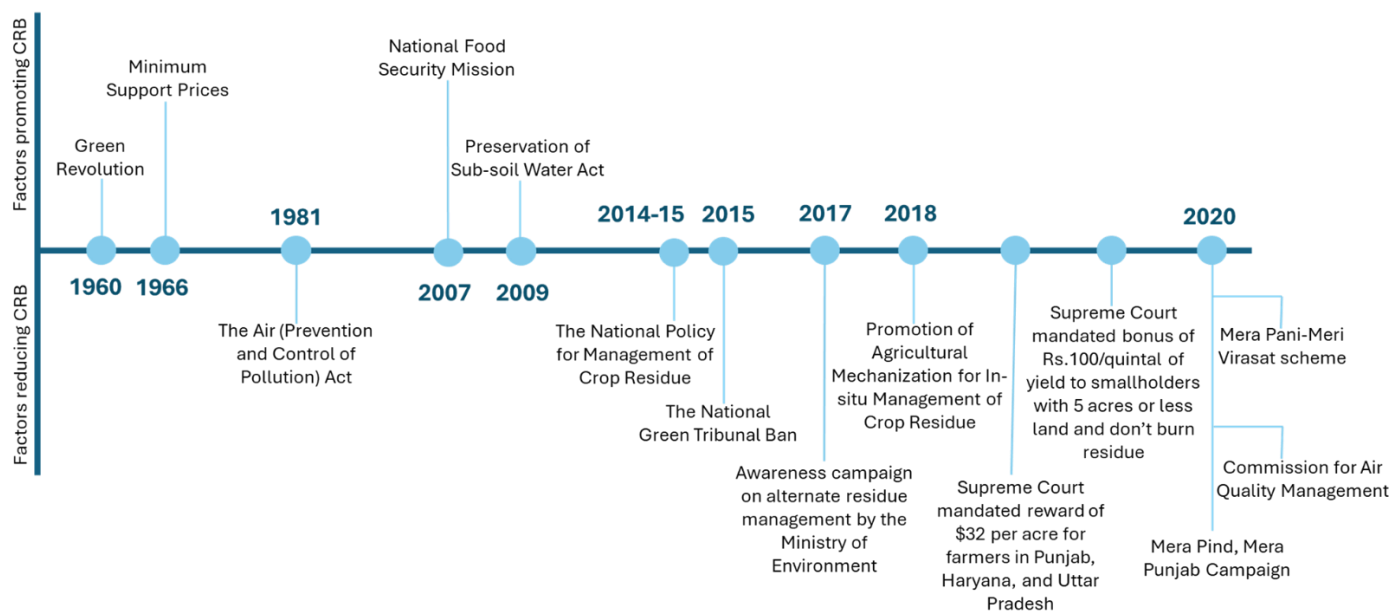 Factors promoting CRB
Factors reducing CRB
Green
Revolution
1960
Minimum
Support Prices
1966
1981
The Air (Prevention
and Control of
Pollution) Act
National Food
Security Mission
2007
Preservation of
Sub-soil Water Act
2009
2014-15
The National Policy
for Management of
Crop Residue
2015
The National
Green Tribunal Ban
2017
Awareness campaign
on alternate residue
management by the
Ministry of
Environment
2018
Promotion of
Agricultural
Mechanization for In-
situ Management of
Crop Residue
Supreme Court
mandated reward of
$32 per acre for
farmers in Punjab,
Haryana, and Uttar
Pradesh
Supreme Court
mandated bonus of
Rs.100/quintal of
yield to smallholders
with 5 acres or less
land and don’t burn
residue
2020
Mera Pani-Meri
Virasat scheme
Commission for Air
Quality Management
Mera Pind, Mera
Punjab Campaign